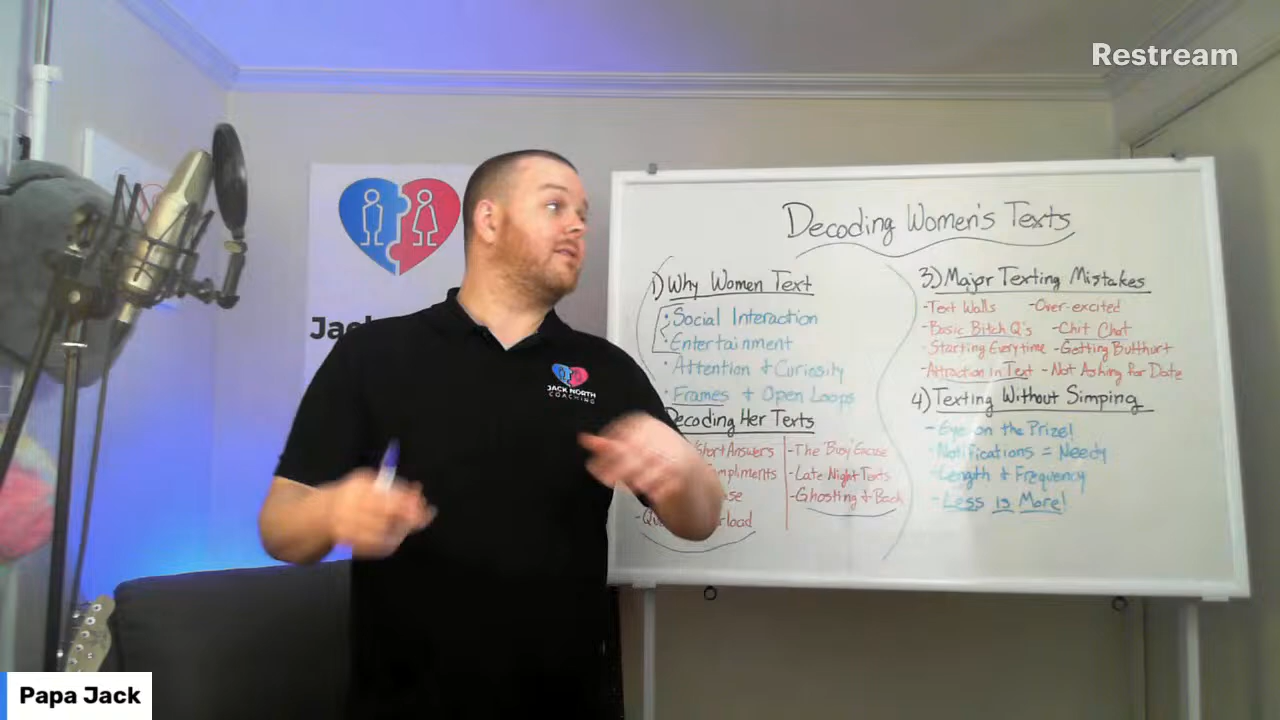 Restream
Jac
JACK NORTH
COACHING
Decoding Women's Texts
1) Why Women Text
• Social Interaction
• Entertainment
• Attention & Curiosity
• Frames & Open Loops
Decoding Her Texts
Short Answers
- The "Busy" Excuse
- Late Night Texts
- Ghosting & Back
3) Major Texting Mistakes
- Text Walls - Over-excited
- Basic Bitch Q's - Chit Chat
- Starting Everytime - Getting Butthurt
- Attraction in Text - Not Asking for Date
4) Texting Without Simping
- Eye on the Prize!
- Notifications = Needy
- Length & Frequency
- Less is More!
Papa Jack